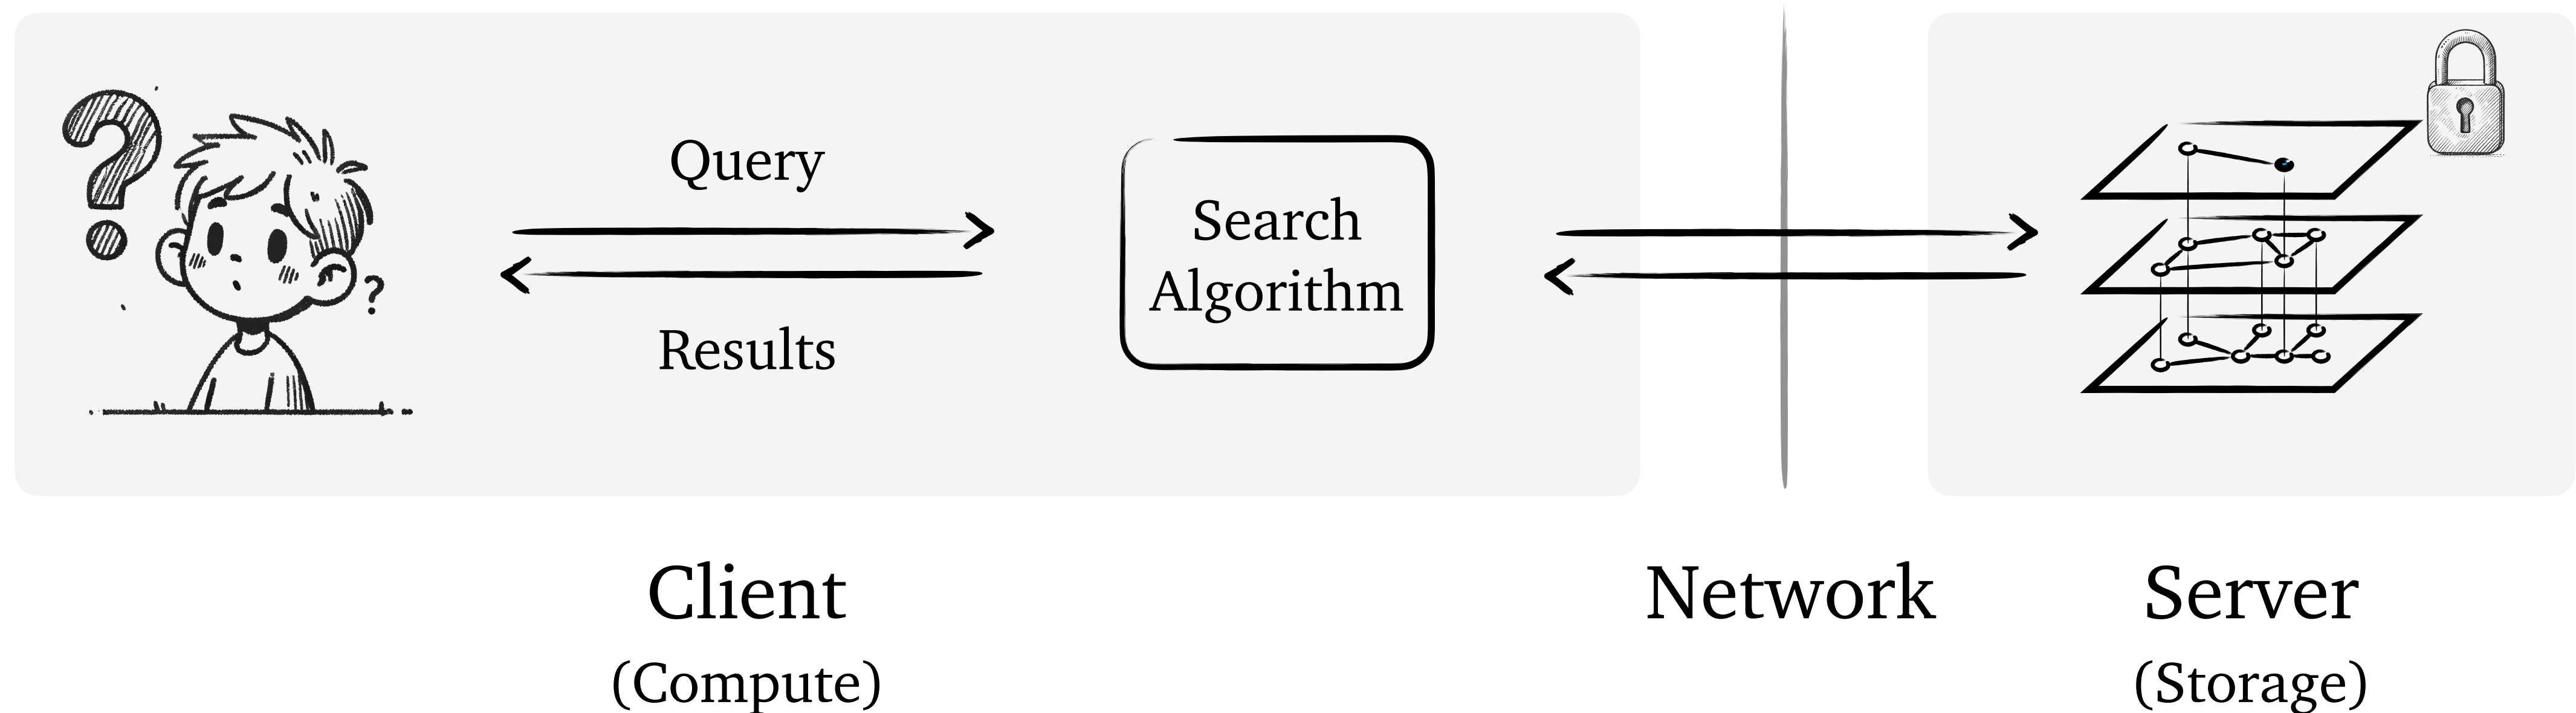 ?
Query
Results
?
Search
Algorithm
Client
(Compute)
Network
Server
(Storage)